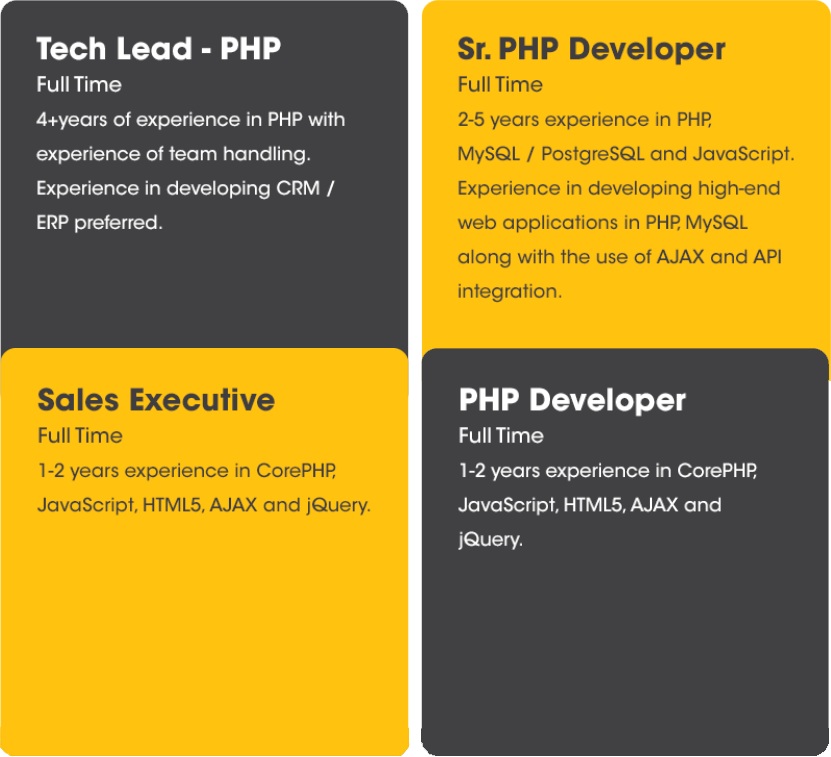 Tech Lead - PHP
Full Time
4+years of experience in PHP with
experience of team handling.
Experience in developing CRM /
ERP preferred.
Sr. PHP Developer
Full Time
2-5 years experience in PHP,
MySQL / PostgreSQL and JavaScript.
Experience in developing high-end
web applications in PHP, MySQL
along with the use of AJAX and API
integration.
Sales Executive
Full Time
1-2 years experience in CorePHP,
JavaScript, HTML5, AJAX and jQuery.
PHP Developer
Full Time
1-2 years experience in CorePHP,
JavaScript, HTML5, AJAX and
jQuery.